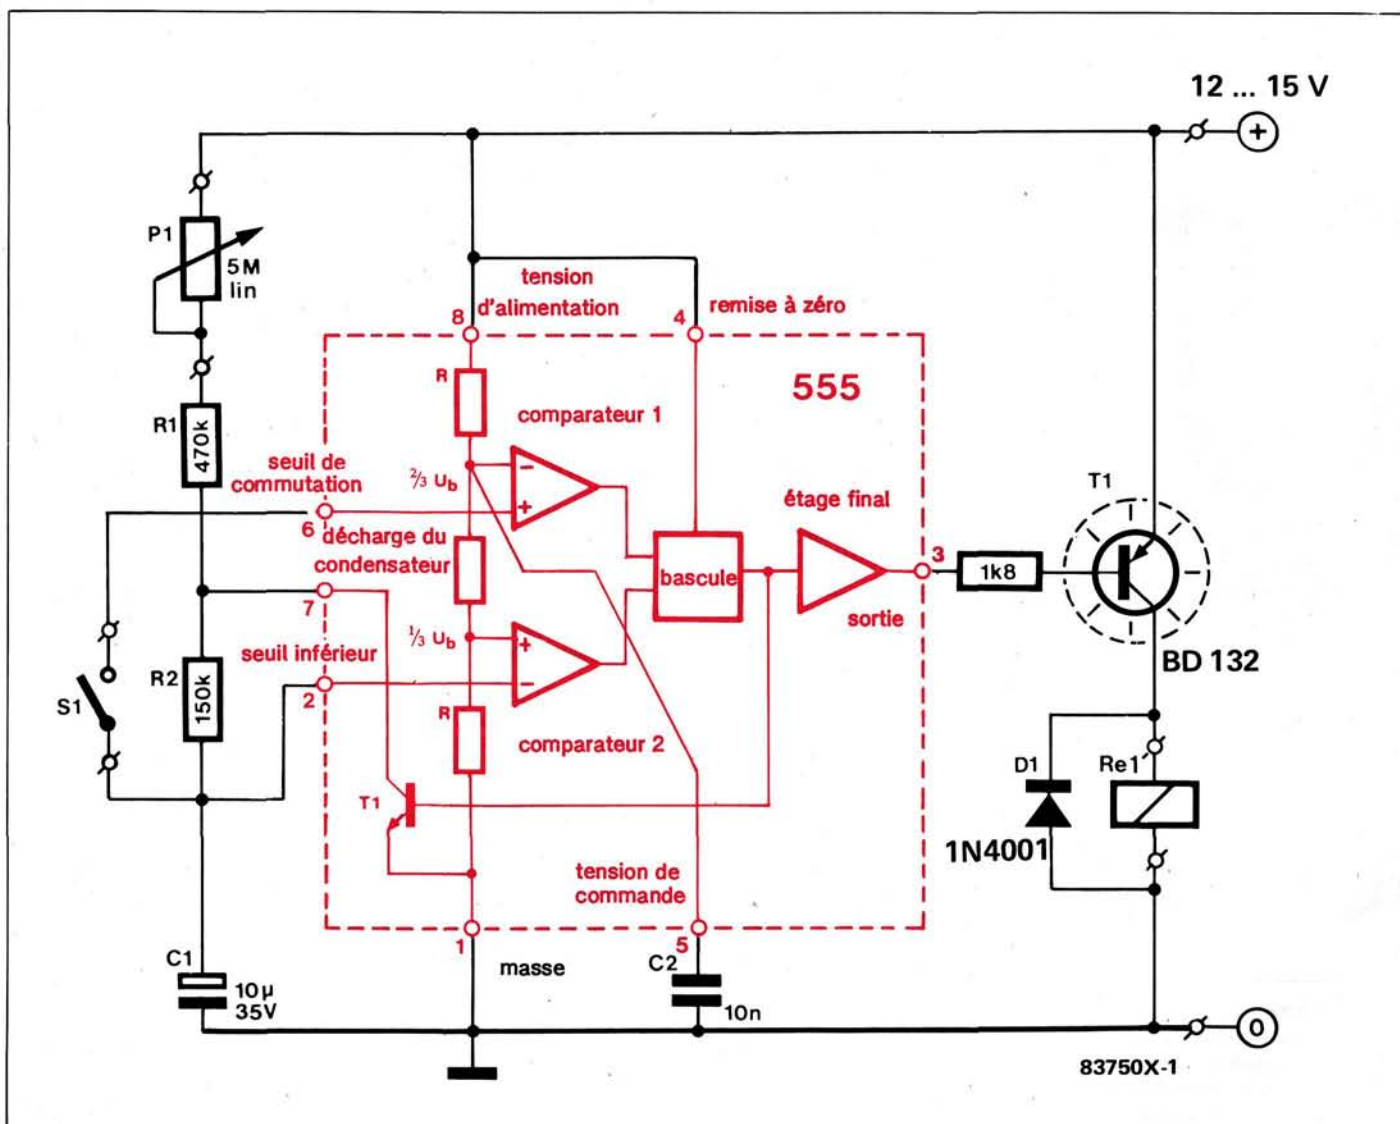 12 ... 15 V
+
P1
5M
lin
tension
d'alimentation
8
4
remise à zéro
R
555
R1
470k
comparateur 1
seuil de
commutation
2/3 Ub
−
+
étage final
T1
6
décharge du
condensateur
bascule
3
1k8
7
sortie
1/3 Ub
+
−
BD 132
seuil inférieur
2
R2
150k
S1
R
comparateur 2
T1
D1
Re1
1N4001
tension de
commande
1
5
masse
C1
10µ
35V
C2
10n
0
83750X-1